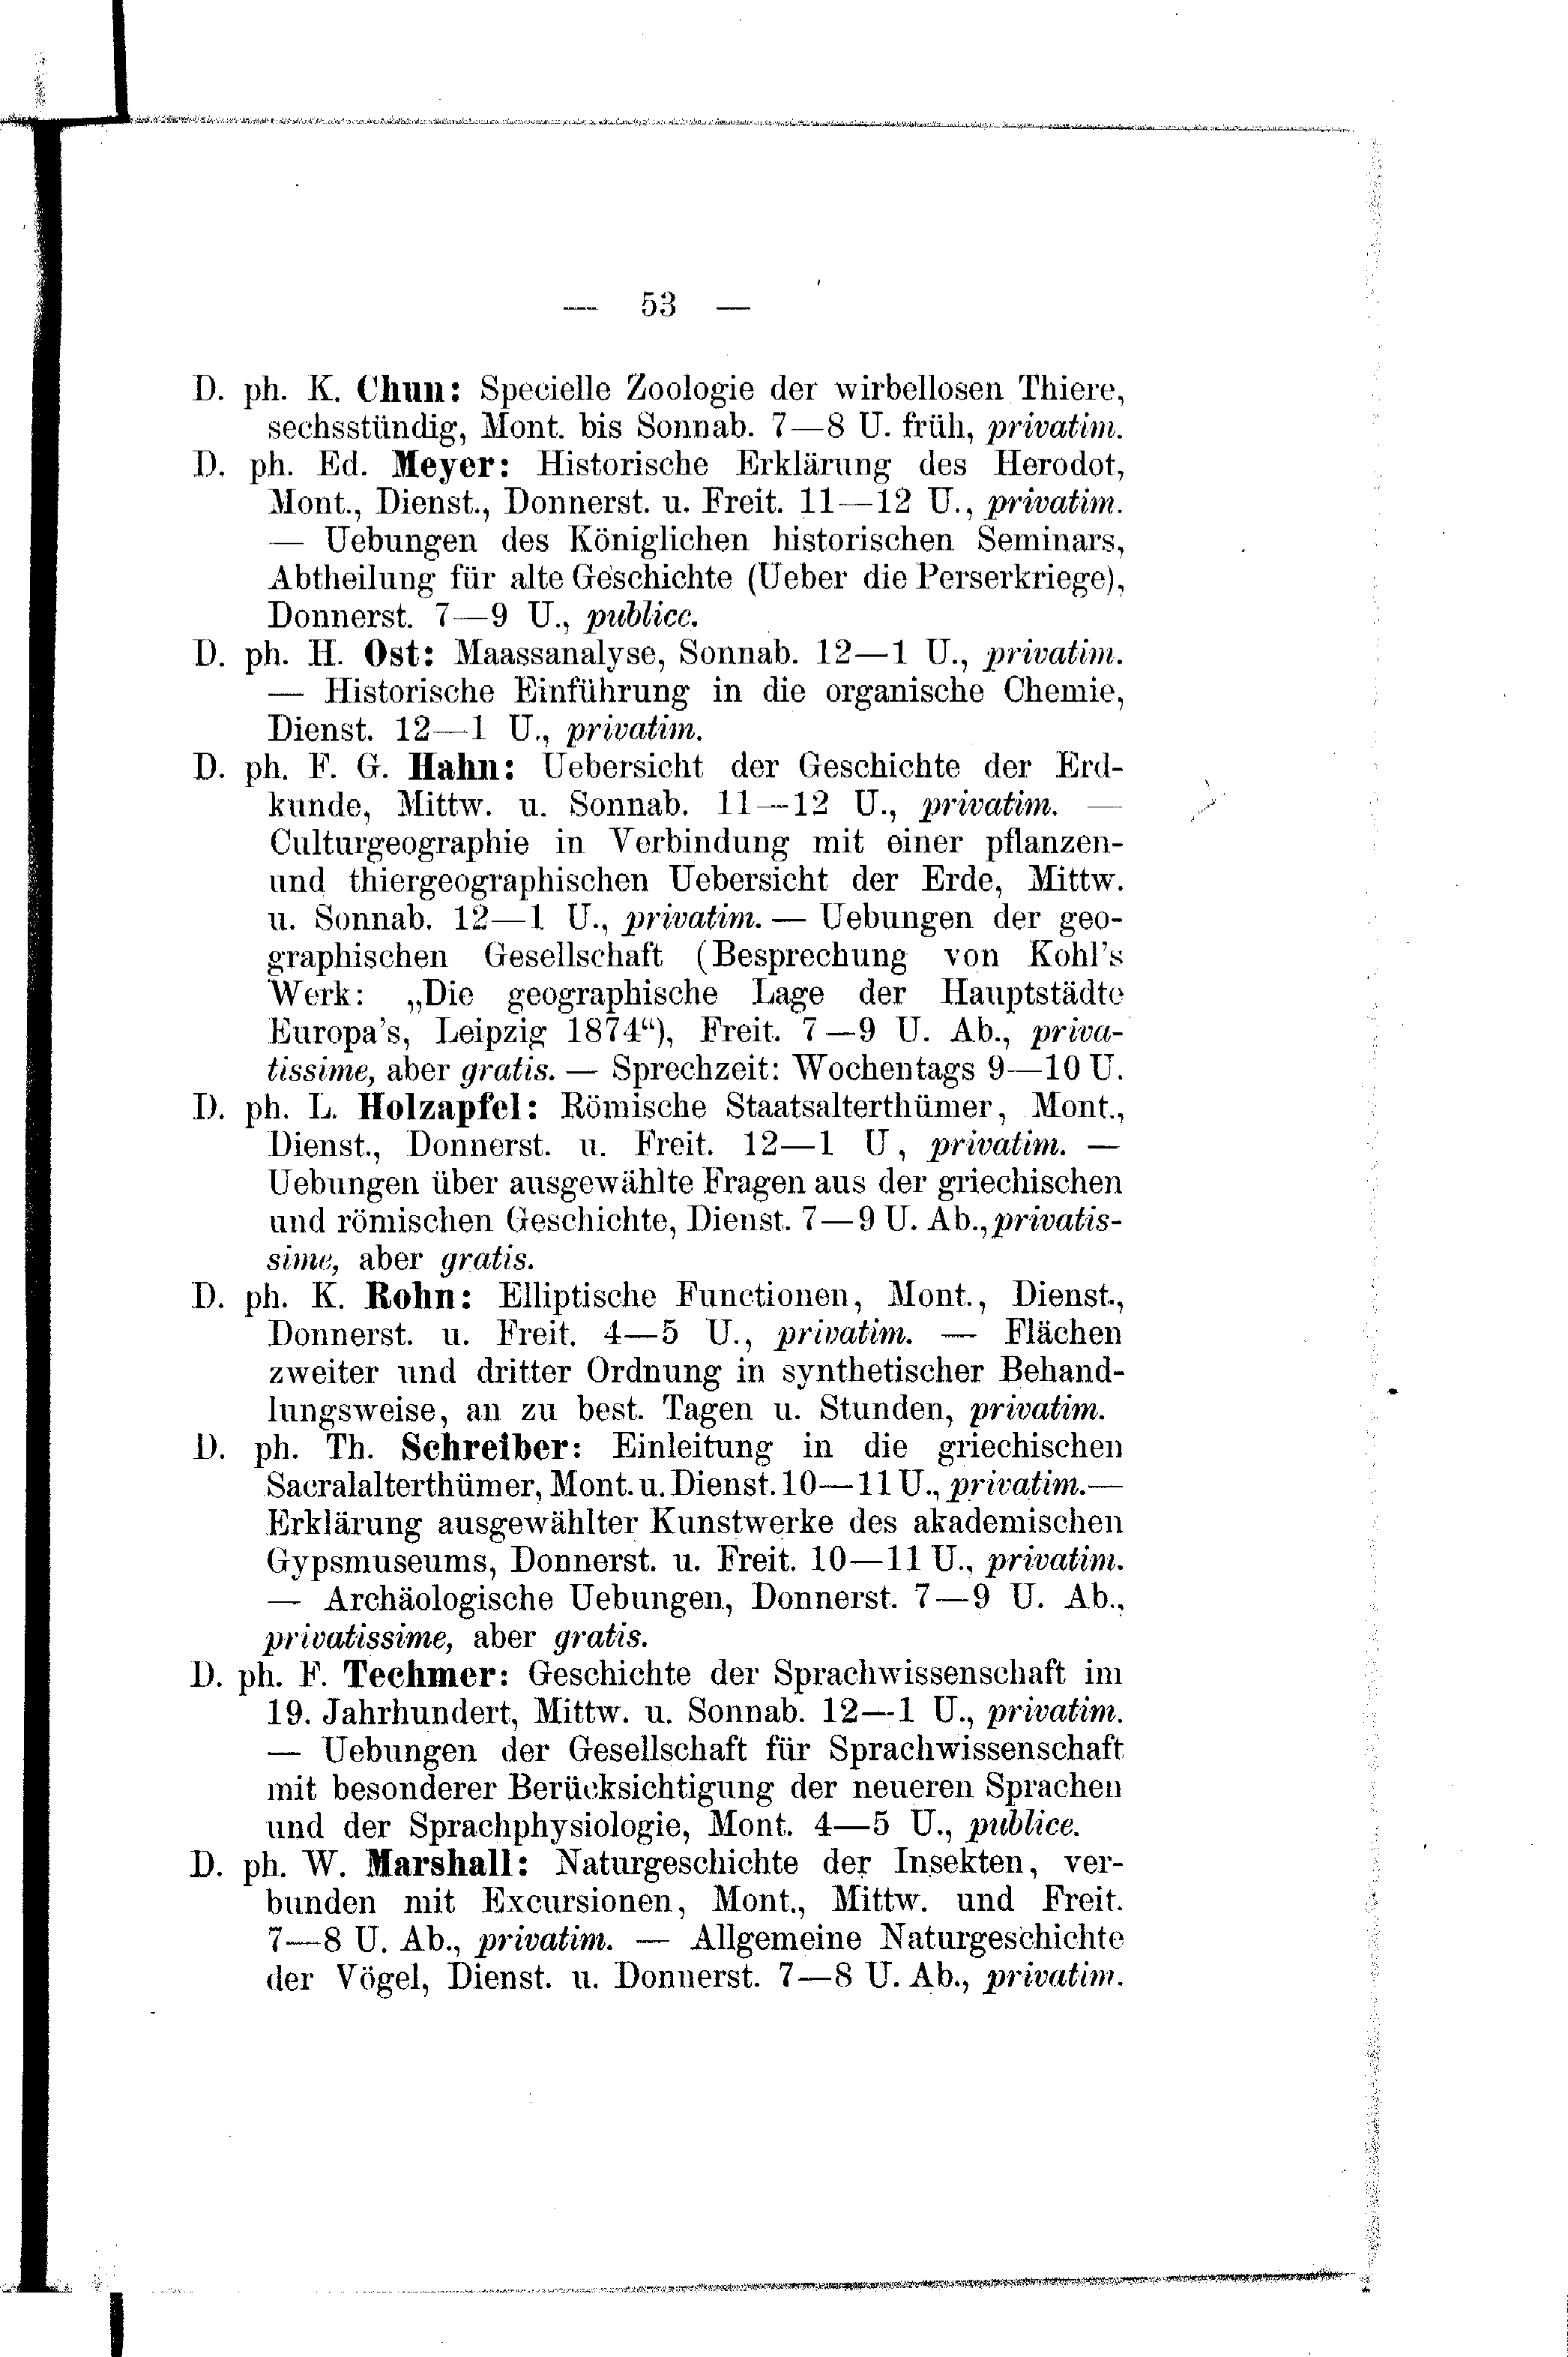 — 53 —
D. ph. K. Chun: Specielle Zoologie der wirbellosen Thiere,
sechsstündig, Mont. bis Sonnab. 7—8 U. früh, privatim.
D. ph. Ed. Meyer: Historische Erklärung des Herodot,
Mont., Dienst., Donnerst. u. Freit. 11—12 U., privatim.
— Uebungen des Königlichen historischen Seminars,
Abtheilung für alte Geschichte (Ueber die Perserkriege),
Donnerst. 7—9 U., publice.
D. ph. H. Ost: Maassanalyse, Sonnab. 12—1 U., privatim.
— Historische Einführung in die organische Chemie,
Dienst. 12—1 U., privatim.
D. ph. F. G. Hahn: Uebersicht der Geschichte der Erd-
kunde, Mittw. u. Sonnab. 11—12 U., privatim. —
Culturgeographie in Verbindung mit einer pflanzen-
und thiergeographischen Uebersicht der Erde, Mittw.
u. Sonnab. 12—1 U., privatim. — Uebungen der geo-
graphischen Gesellschaft (Besprechung von Kohl's
Werk: „Die geographische Lage der Hauptstädte
Europa's, Leipzig 1874“), Freit. 7—9 U. Ab., priva-
tissime, aber gratis. — Sprechzeit: Wochentags 9—10 U.
D. ph. L. Holzapfel: Römische Staatsalterthümer, Mont.,
Dienst., Donnerst. u. Freit. 12—1 U, privatim. —
Uebungen über ausgewählte Fragen aus der griechischen
und römischen Geschichte, Dienst. 7—9 U. Ab., privatis-
sime, aber gratis.
D. ph. K. Rohn: Elliptische Functionen, Mont., Dienst.,
Donnerst. u. Freit. 4—5 U., privatim. — Flächen
zweiter und dritter Ordnung in synthetischer Behand-
lungsweise, an zu best. Tagen u. Stunden, privatim.
D. ph. Th. Schreiber: Einleitung in die griechischen
Sacralalterthümer, Mont. u. Dienst. 10—11 U., privatim.—
Erklärung ausgewählter Kunstwerke des akademischen
Gypsmuseums, Donnerst. u. Freit. 10—11 U., privatim.
— Archäologische Uebungen, Donnerst. 7—9 U. Ab.,
privatissime, aber gratis.
D. ph. F. Techmer: Geschichte der Sprachwissenschaft im
19. Jahrhundert, Mittw. u. Sonnab. 12—1 U., privatim.
— Uebungen der Gesellschaft für Sprachwissenschaft
mit besonderer Berücksichtigung der neueren Sprachen
und der Sprachphysiologie, Mont. 4—5 U., publice.
D. ph. W. Marshall: Naturgeschichte der Insekten, ver-
bunden mit Excursionen, Mont., Mittw. und Freit.
7—8 U. Ab., privatim. — Allgemeine Naturgeschichte
der Vögel, Dienst. u. Donnerst. 7—8 U. Ab., privatim.